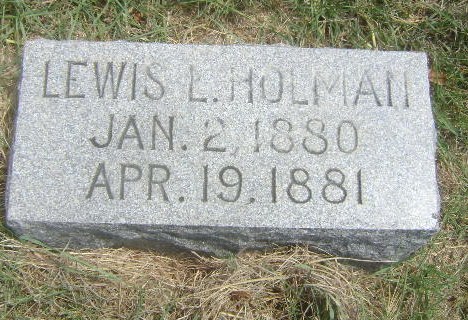 LEWIS L. HOLMAN
JAN. 2, 1880
APR. 19, 1881